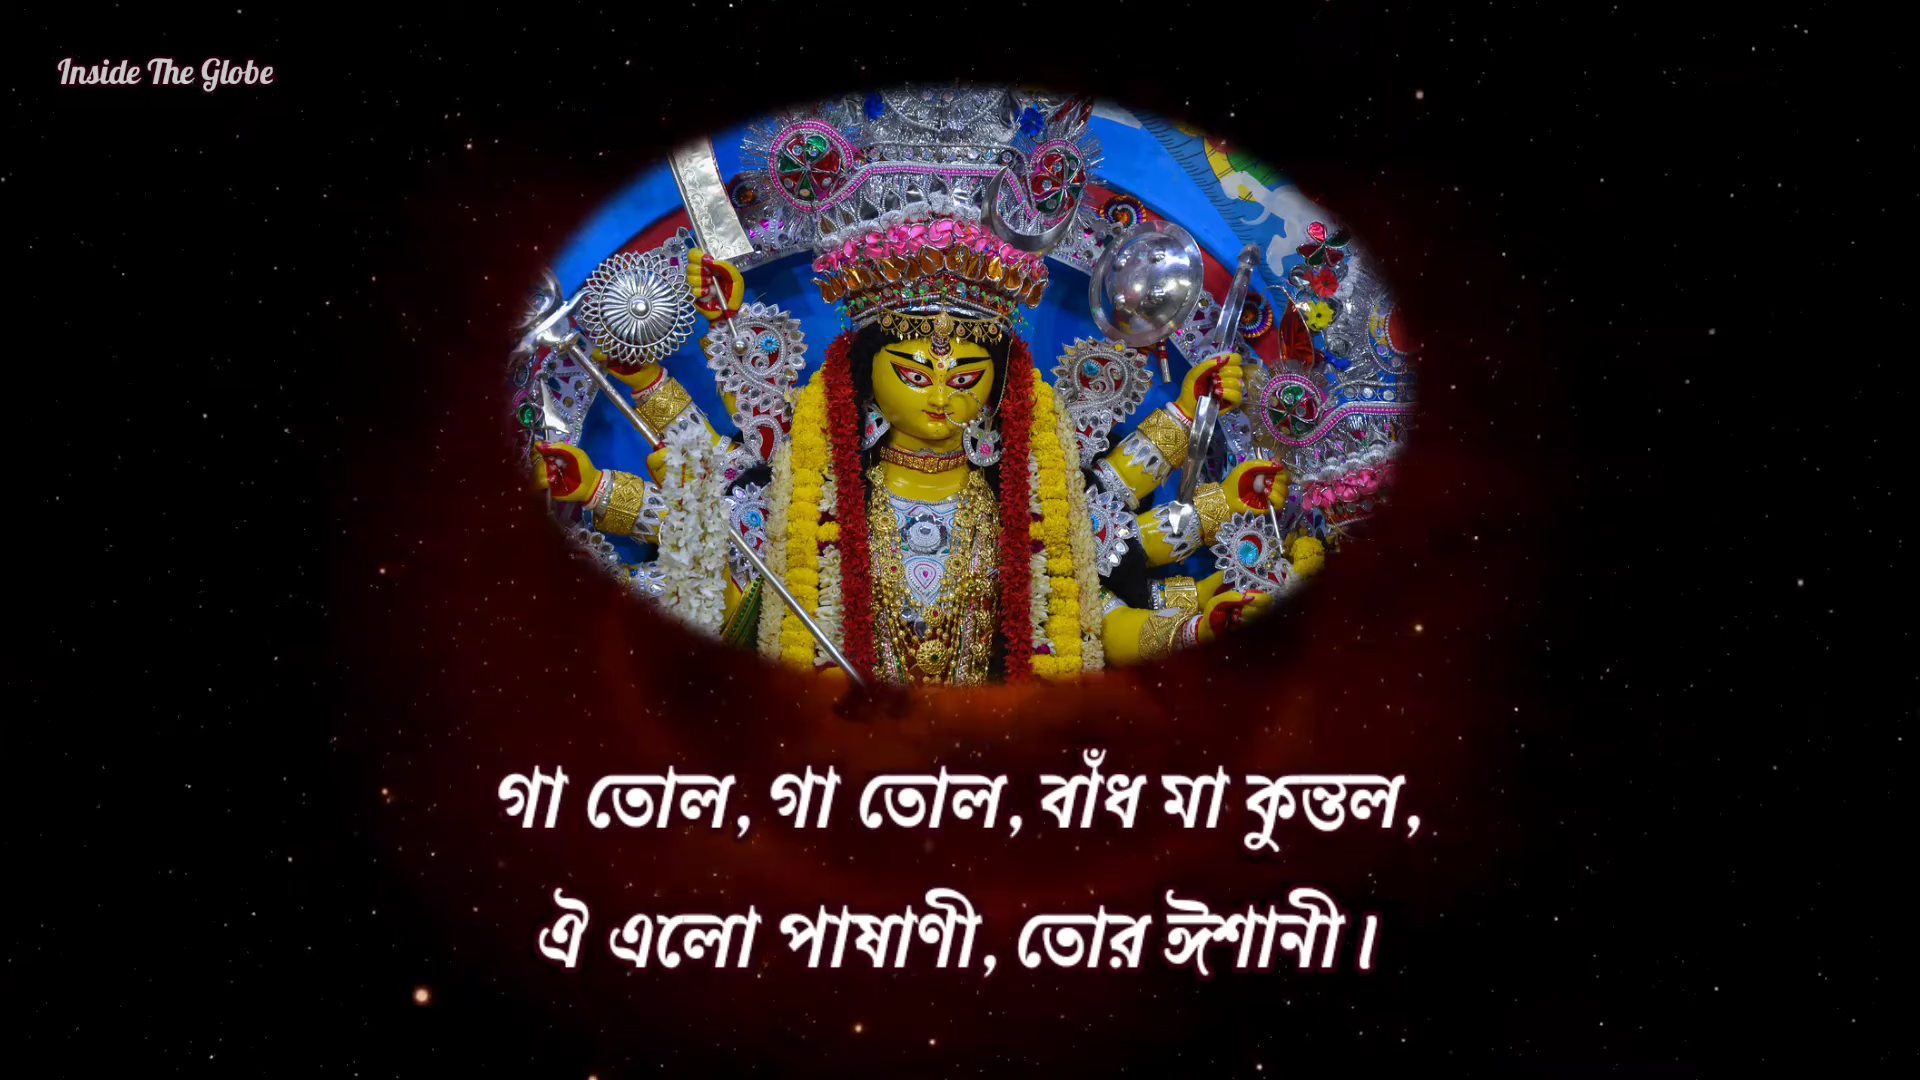 Inside The Globe
গা তোল, গা তোল, বাঁধ মা কুন্তল,
ঐ এলো পাষাণী, তোর ঈশানী।